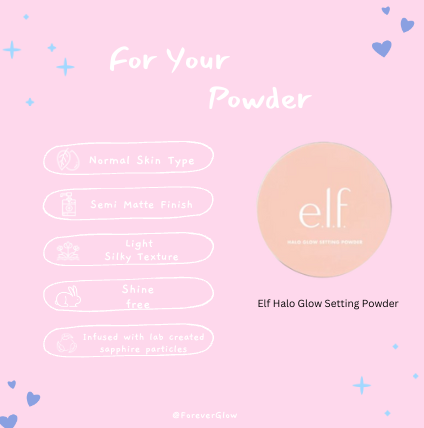 For Your
Powder
Normal Skin Type
Semi Matte Finish
Light
Silky Texture
Shine
free
Infused with lab created
sapphire particles
e.l.f.
HALO GLOW SETTING POWDER
Elf Halo Glow Setting Powder
@ForeverGlow